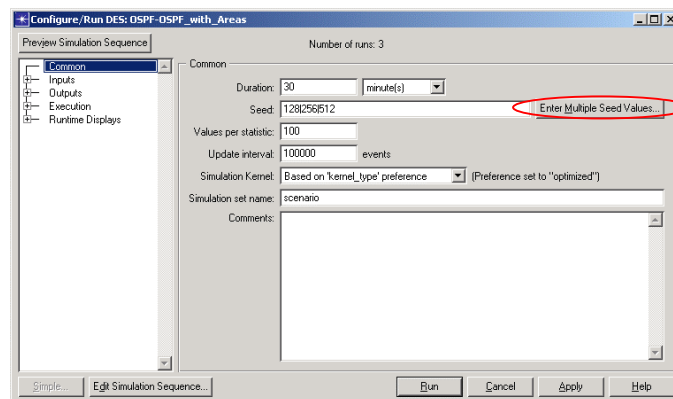 Configure/Run DES: OSPF-OSPF_with_Areas
Preview Simulation Sequence
Number of runs: 3
Common
Inputs
Outputs
Execution
Runtime Displays
Common
Duration: 30 minute(s)
Seed: 128|256|512 Enter Multiple Seed Values...
Values per statistic: 100
Update interval: 100000 events
Simulation Kernel: Based on 'kernel_type' preference (Preference set to "optimized")
Simulation set name: scenario
Comments:
Simple... Edit Simulation Sequence... Run Cancel Apply Help